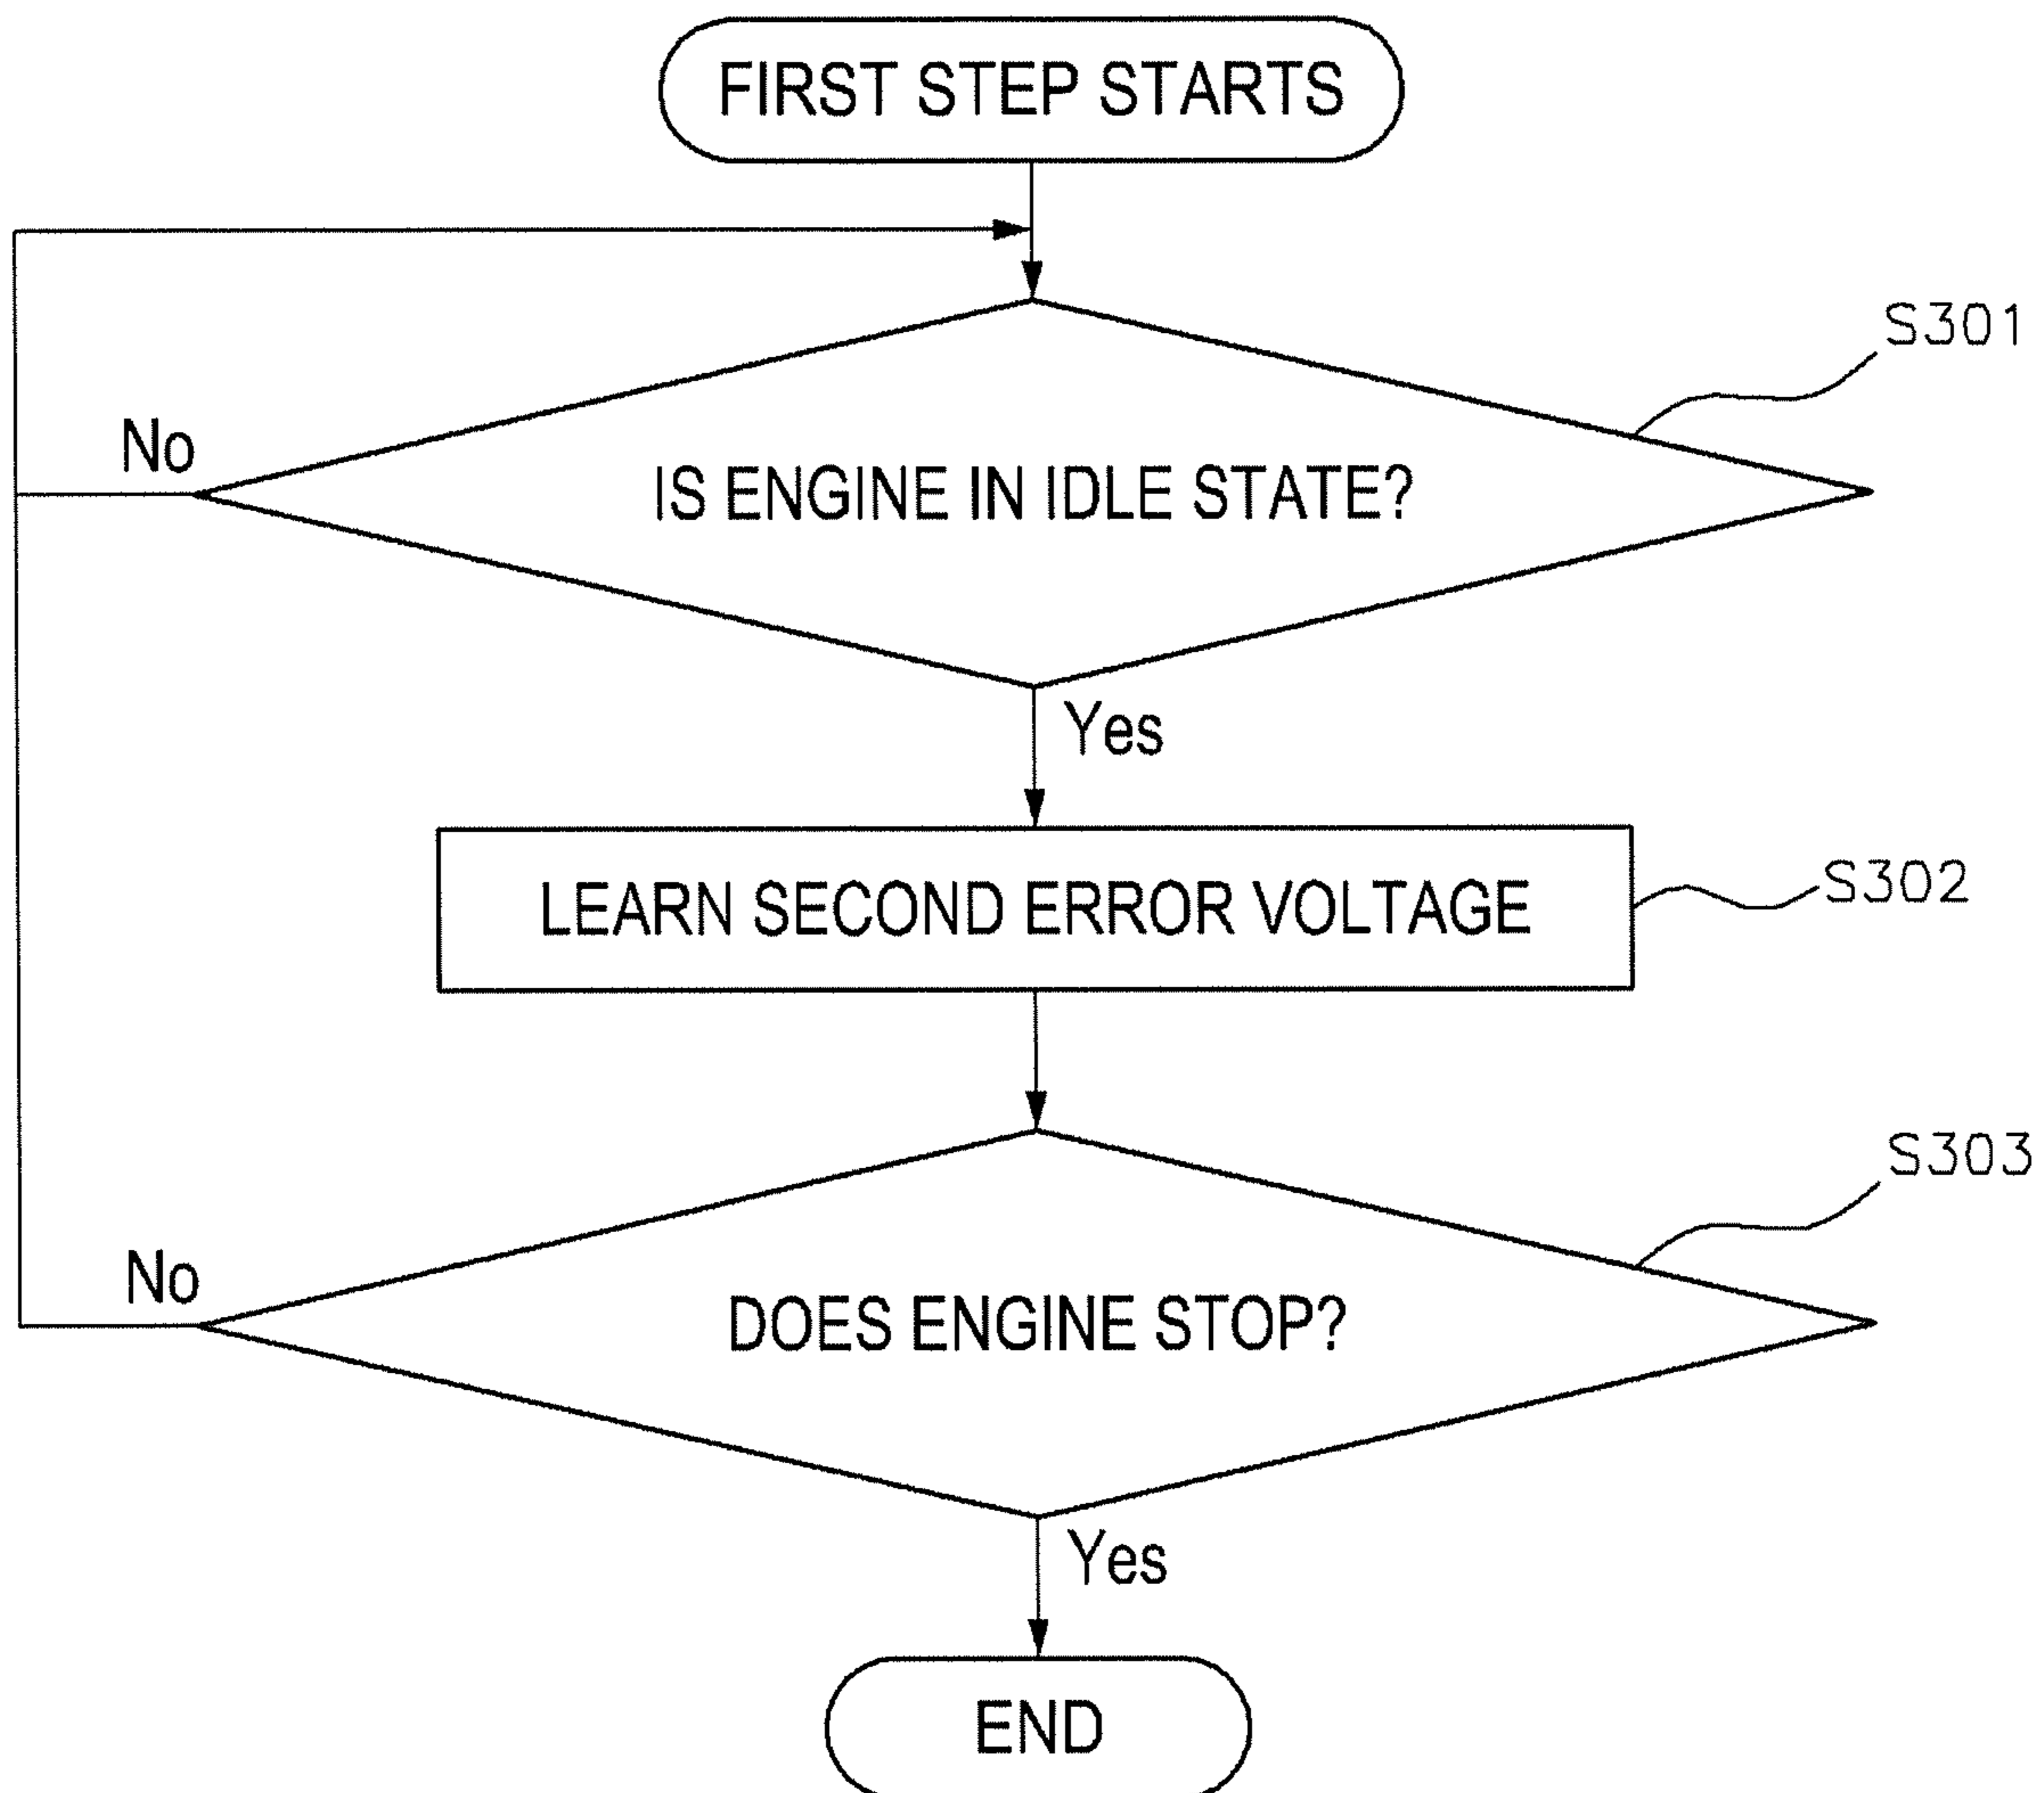 FIRST STEP STARTS
S301
No
IS ENGINE IN IDLE STATE?
Yes
LEARN SECOND ERROR VOLTAGE
S302
S303
No
DOES ENGINE STOP?
Yes
END